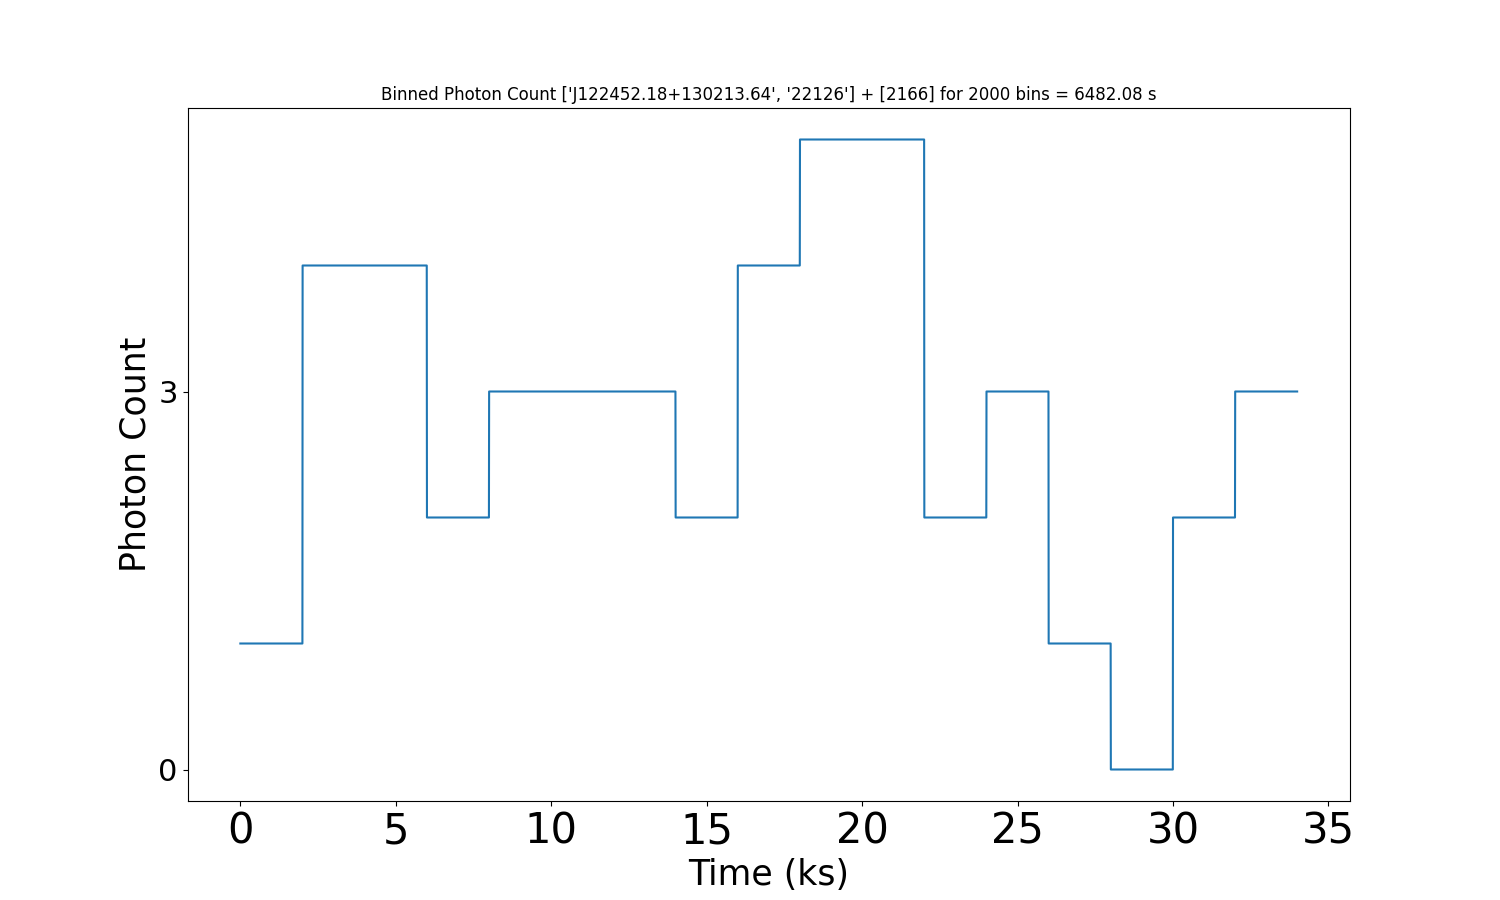 Binned Photon Count ['J122452.18+130213.64', '22126'] + [2166] for 2000 bins = 6482.08 s
Photon Count
3
0
0 5 10 15 20 25 30 35
Time (ks)